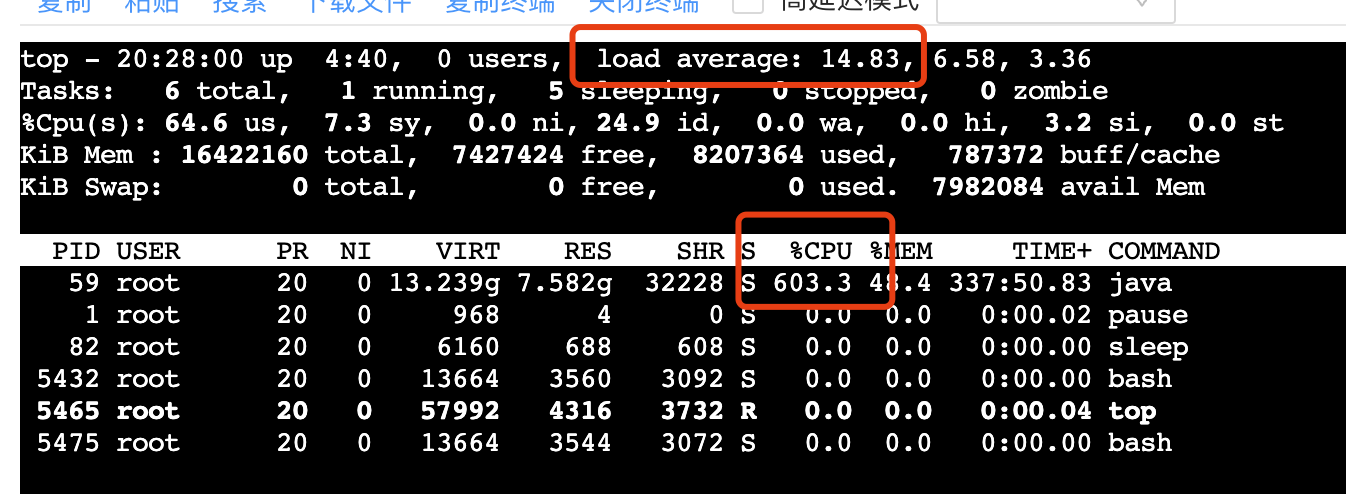 复制 粘贴 搜索 下载文件 复制终端 关闭终端 高延迟模式
top - 20:28:00 up  4:40,  0 users,  load average: 14.83, 6.58, 3.36
Tasks:   6 total,   1 running,   5 sleeping,   0 stopped,   0 zombie
%Cpu(s): 64.6 us,  7.3 sy,  0.0 ni, 24.9 id,  0.0 wa,  0.0 hi,  3.2 si,  0.0 st
KiB Mem : 16422160 total,  7427424 free,  8207364 used,   787372 buff/cache
KiB Swap:        0 total,        0 free,        0 used.  7982084 avail Mem
PID USER      PR  NI    VIRT    RES    SHR S  %CPU %MEM     TIME+ COMMAND
59 root      20   0 13.239g 7.582g  32228 S 603.3 48.4 337:50.83 java
1 root      20   0     968      4      0 S   0.0  0.0   0:00.02 pause
82 root      20   0    6160    688    608 S   0.0  0.0   0:00.00 sleep
5432 root      20   0   13664   3560   3092 S   0.0  0.0   0:00.00 bash
5465 root      20   0   57992   4316   3732 R   0.0  0.0   0:00.04 top
5475 root      20   0   13664   3544   3072 S   0.0  0.0   0:00.00 bash